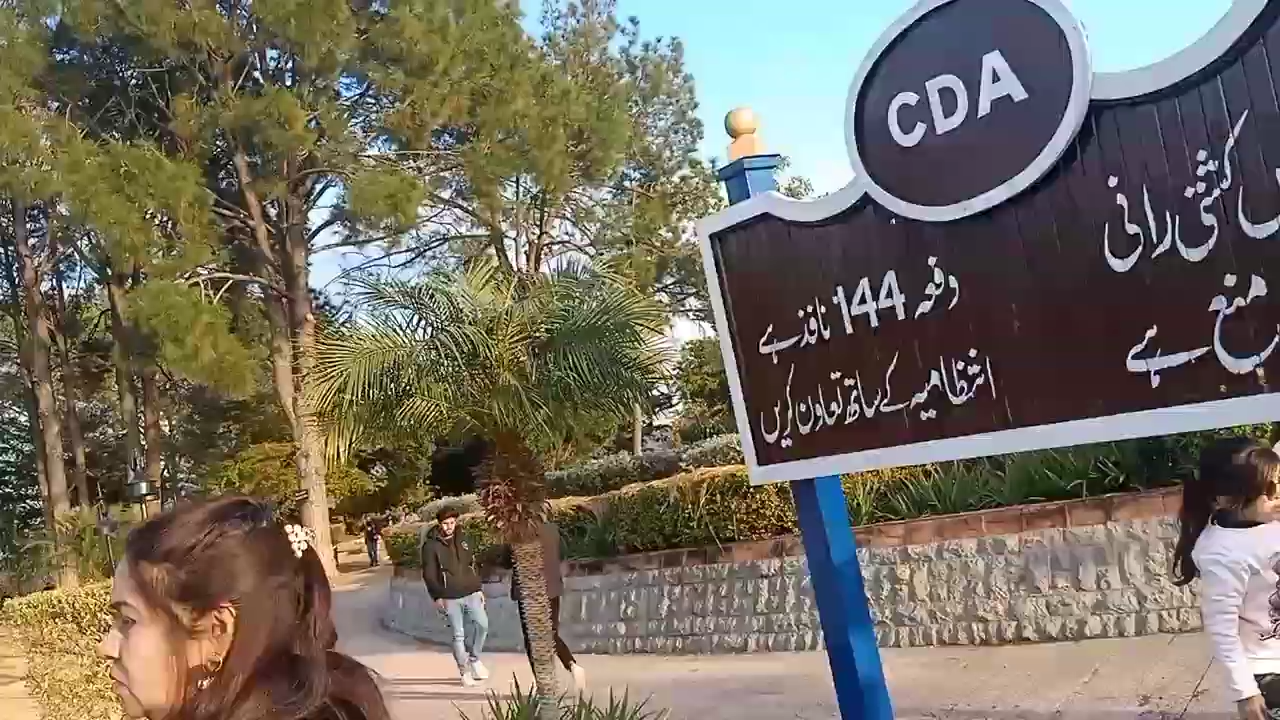 CDA
کشتی رانی
منع ہے
دفعہ 144 نافذ ہے
انتظامیہ کے ساتھ تعاون کریں